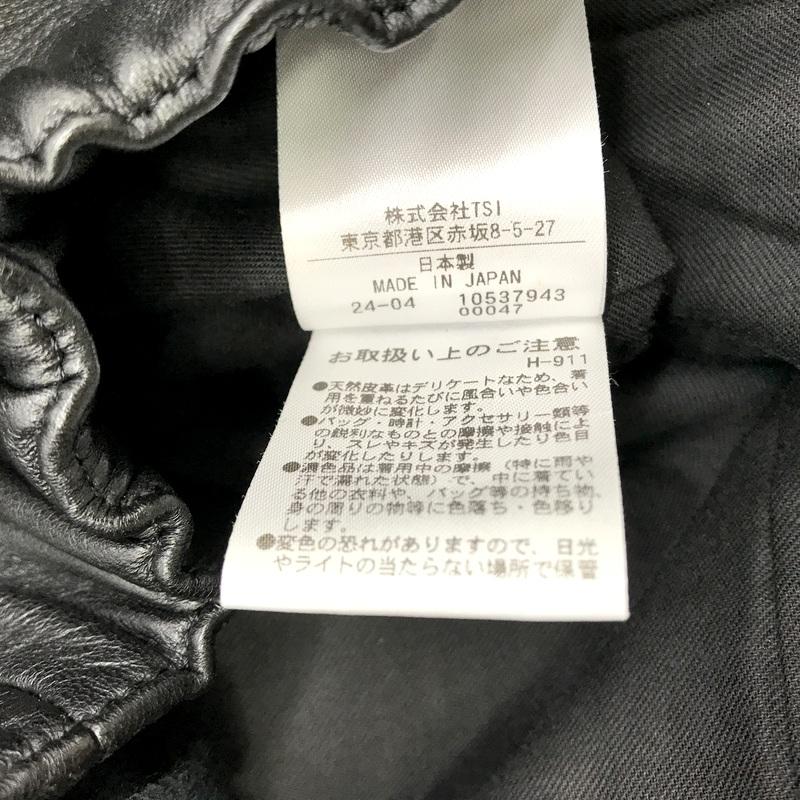 株式会社TSI
東京都港区赤坂8-5-27
日本製
MADE IN JAPAN
24-04 10537943
00047
お取扱い上のご注意
H-911
●天然皮革はデリケートなため、着
用を重ねるたびに風合いや色合い
が微妙に変化します。
●バッグ・時計・アクセサリー類等
の鋭利なものとの摩擦や接触によ
り、スレやキズが発生したり色目
が変化したりします。
●濃色品は着用中の摩擦（特に雨や
汗で濡れた状態）で、中に着てい
る他の衣料や、バッグ等の持ち物、
身の周りの物等に色落ち・色移り
します。
●変色の恐れがありますので、日光
やライトの当たらない場所で保管